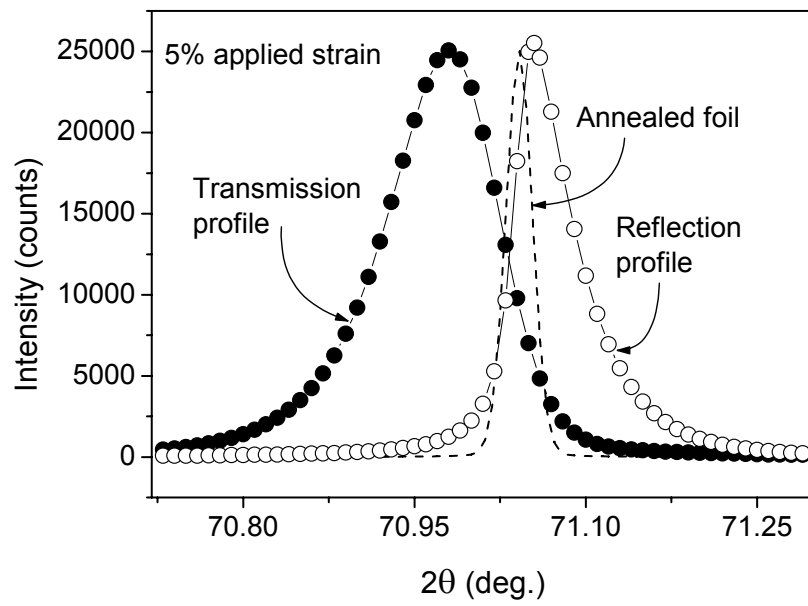 5% applied strain
Annealed foil
Transmission
profile
Reflection
profile
Intensity (counts)
25000
20000
15000
10000
5000
0
70.80
70.95
71.10
71.25
2θ (deg.)